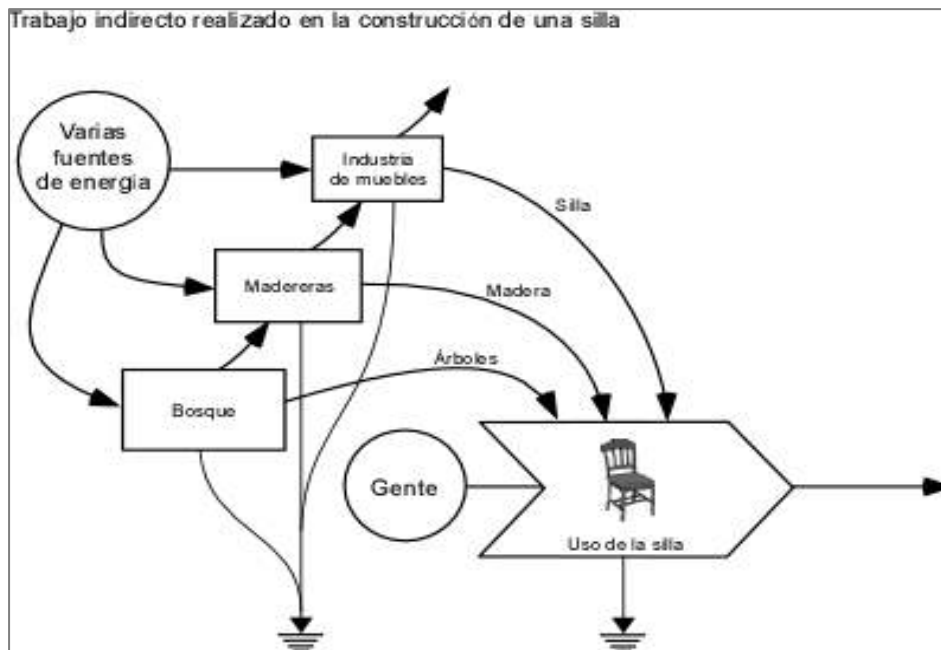 Trabajo indirecto realizado en la construcción de una silla
Varias
fuentes
de energía
Industria
de muebles
Silla
Madereras
Madera
Árboles
Bosque
Gente
Uso de la silla